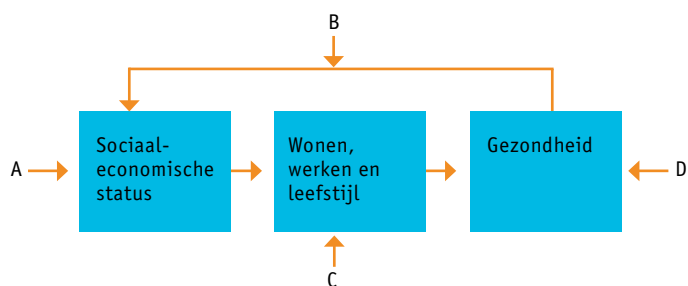 B
A
Sociaal-
economische
status
Wonen,
werken en
leefstijl
Gezondheid
D
C